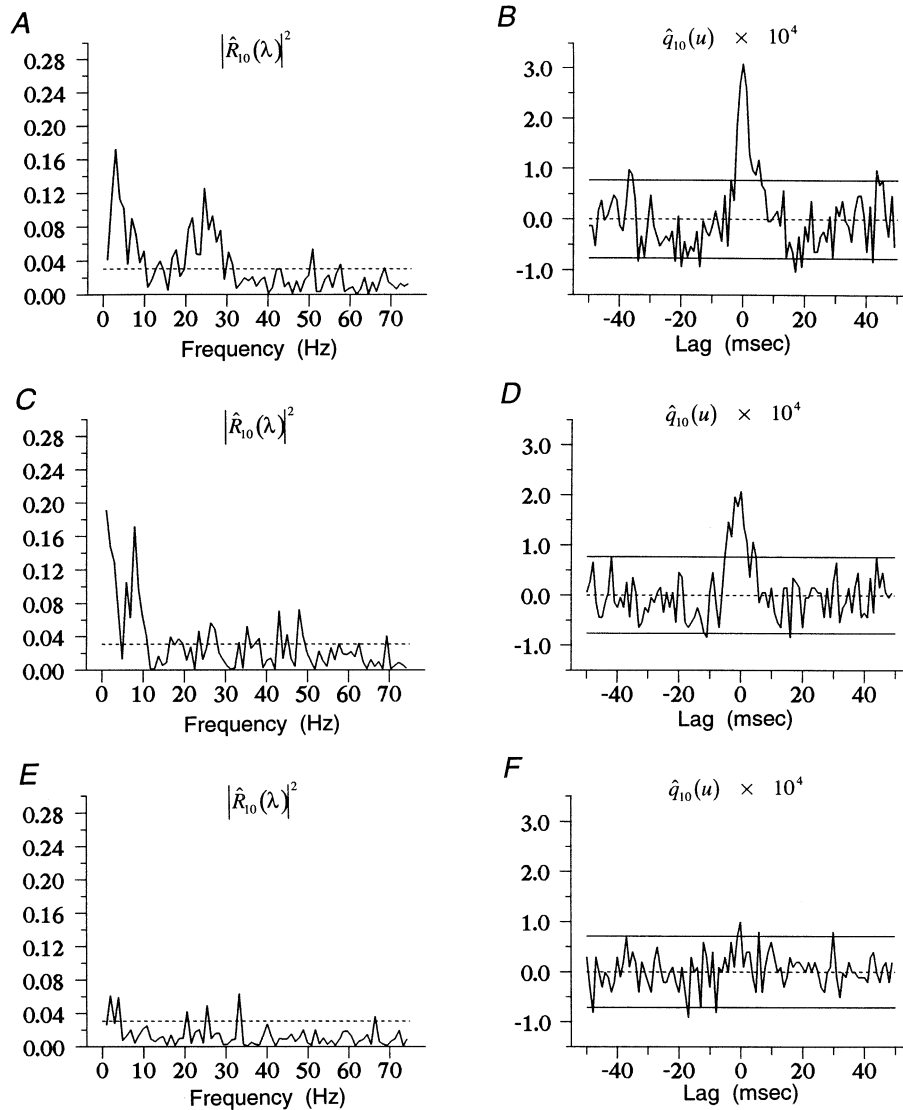 A
|R̂₁₀(λ)|²
0.28
0.24
0.20
0.16
0.12
0.08
0.04
0.00
0 10 20 30 40 50 60 70
Frequency (Hz)
B
q̂₁₀(u) × 10⁴
3.0
2.0
1.0
0.0
-1.0
-40 -20 0 20 40
Lag (msec)
C
|R̂₁₀(λ)|²
0.28
0.24
0.20
0.16
0.12
0.08
0.04
0.00
0 10 20 30 40 50 60 70
Frequency (Hz)
D
q̂₁₀(u) × 10⁴
3.0
2.0
1.0
0.0
-1.0
-40 -20 0 20 40
Lag (msec)
E
|R̂₁₀(λ)|²
0.28
0.24
0.20
0.16
0.12
0.08
0.04
0.00
0 10 20 30 40 50 60 70
Frequency (Hz)
F
q̂₁₀(u) × 10⁴
3.0
2.0
1.0
0.0
-1.0
-40 -20 0 20 40
Lag (msec)